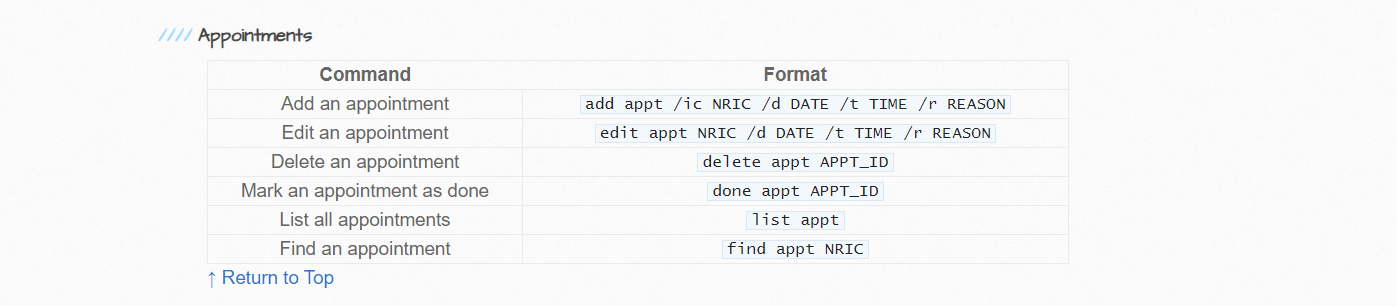 //// Appointments
Command Format
Add an appointment add appt /ic NRIC /d DATE /t TIME /r REASON
Edit an appointment edit appt NRIC /d DATE /t TIME /r REASON
Delete an appointment delete appt APPT_ID
Mark an appointment as done done appt APPT_ID
List all appointments list appt
Find an appointment find appt NRIC
↑ Return to Top